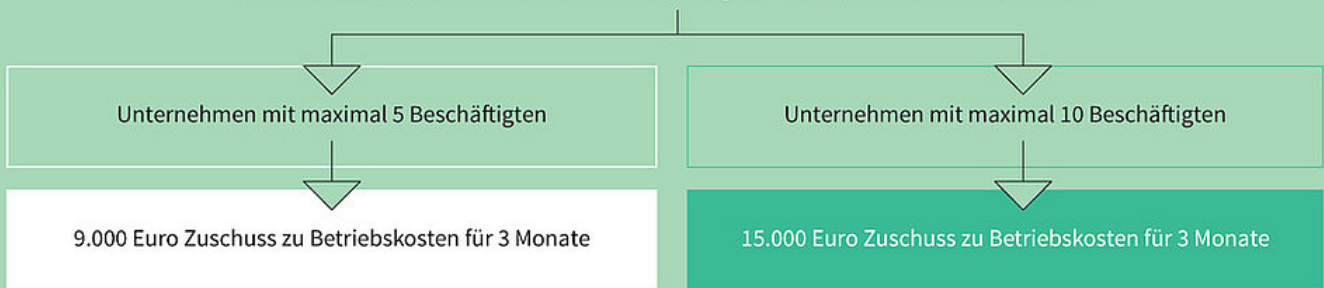 Unternehmen mit maximal 5 Beschäftigten
Unternehmen mit maximal 10 Beschäftigten
9.000 Euro Zuschuss zu Betriebskosten für 3 Monate
15.000 Euro Zuschuss zu Betriebskosten für 3 Monate